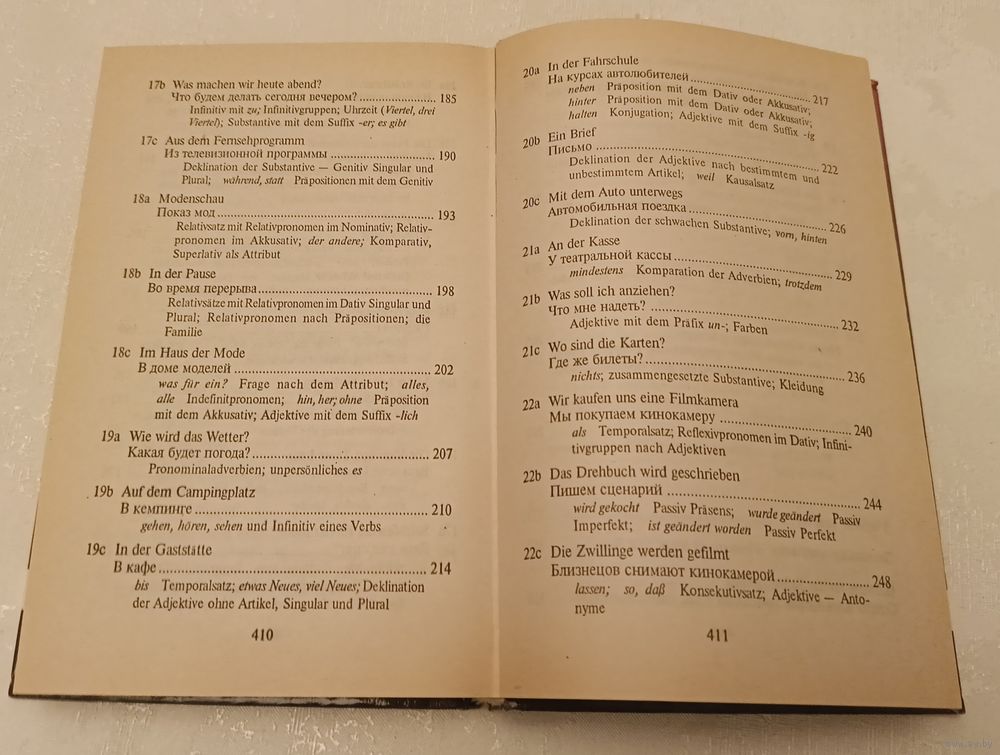 17b Was machen wir heute abend?
Что будем делать сегодня вечером? ........................ 185
Infinitiv mit zu; Infinitivgruppen; Uhrzeit (Viertel, drei
Viertel); Substantive mit dem Suffix -er; es gibt
17c Aus dem Fernsehprogramm
Из телевизионной программы ........................ 190
Deklination der Substantive — Genitiv Singular und
Plural; während, statt Präpositionen mit dem Genitiv
18a Modenschau
Показ мод ........................ 193
Relativsatz mit Relativpronomen im Nominativ; Relativ-
pronomen im Akkusativ; der andere; Komparativ,
Superlativ als Attribut
18b In der Pause
Во время перерыва ........................ 198
Relativsätze mit Relativpronomen im Dativ Singular und
Plural; Relativpronomen nach Präpositionen; die
Familie
18c Im Haus der Mode
В доме моделей ........................ 202
was für ein? Frage nach dem Attribut; alles,
alle Indefinitpronomen; hin, her; ohne Präposition
mit dem Akkusativ; Adjektive mit dem Suffix -lich
19a Wie wird das Wetter?
Какая будет погода? ........................ 207
Pronominaladverbien; unpersönliches es
19b Auf dem Campingplatz
В кемпинге ........................ 210
gehen, hören, sehen und Infinitiv eines Verbs
19c In der Gaststätte
В кафе ........................ 214
bis Temporalsatz; etwas Neues, viel Neues; Deklination
der Adjektive ohne Artikel, Singular und Plural
410
20a In der Fahrschule
На курсах автолюбителей ........................ 217
neben Präposition mit dem Dativ oder Akkusativ;
hinter Präposition mit dem Dativ oder Akkusativ;
halten Konjugation; Adjektive mit dem Suffix -ig
20b Ein Brief
Письмо ........................ 222
Deklination der Adjektive nach bestimmtem und
unbestimmtem Artikel; weil Kausalsatz
20c Mit dem Auto unterwegs
Автомобильная поездка ........................ 226
Deklination der schwachen Substantive; vorn, hinten
21a An der Kasse
У театральной кассы ........................ 229
mindestens Komparation der Adverbien; trotzdem
21b Was soll ich anziehen?
Что мне надеть? ........................ 232
Adjektive mit dem Präfix un-; Farben
21c Wo sind die Karten?
Где же билеты? ........................ 236
nichts; zusammengesetzte Substantive; Kleidung
22a Wir kaufen uns eine Filmkamera
Мы покупаем кинокамеру ........................ 240
als Temporalsatz; Reflexivpronomen im Dativ; Infini-
tivgruppen nach Adjektiven
22b Das Drehbuch wird geschrieben
Пишем сценарий ........................ 244
wird gekocht Passiv Präsens; wurde geändert Passiv
Imperfekt; ist geändert worden Passiv Perfekt
22c Die Zwillinge werden gefilmt
Близнецов снимают кинокамерой ........................ 248
lassen; so, daß Konsekutivsatz; Adjektive — Anto-
nyme
411